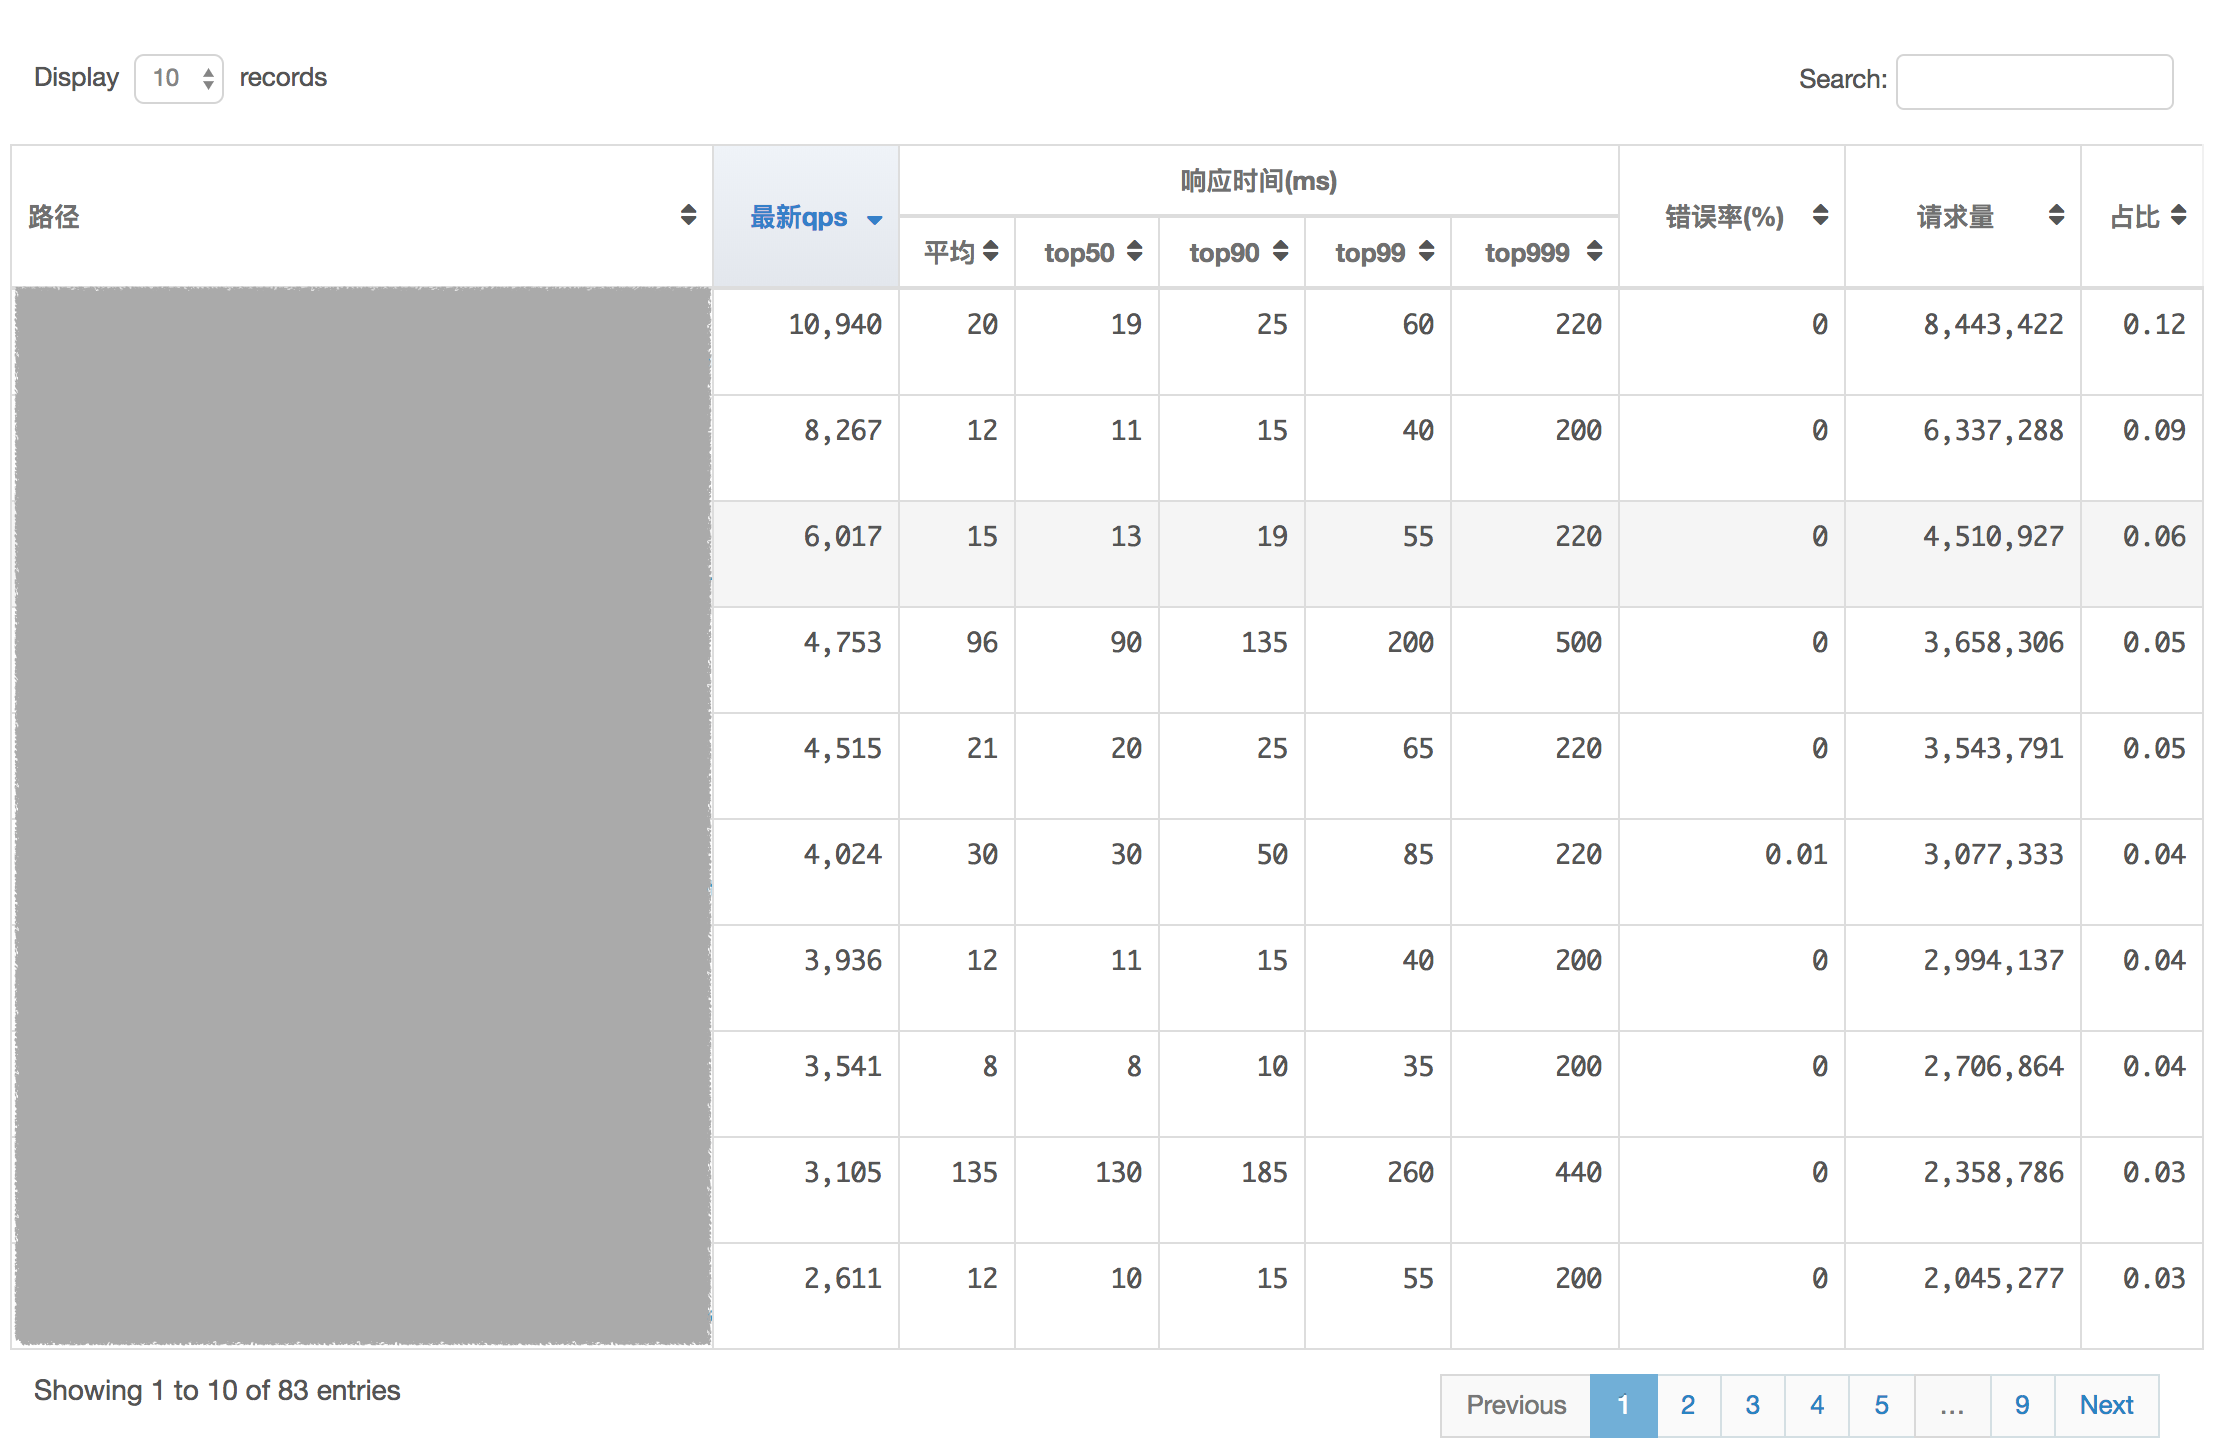 Display 10 records Search:
响应时间(ms)
路径 最新qps 错误率(%) 请求量 占比
平均 top50 top90 top99 top999
10,940 20 19 25 60 220 0 8,443,422 0.12
8,267 12 11 15 40 200 0 6,337,288 0.09
6,017 15 13 19 55 220 0 4,510,927 0.06
4,753 96 90 135 200 500 0 3,658,306 0.05
4,515 21 20 25 65 220 0 3,543,791 0.05
4,024 30 30 50 85 220 0.01 3,077,333 0.04
3,936 12 11 15 40 200 0 2,994,137 0.04
3,541 8 8 10 35 200 0 2,706,864 0.04
3,105 135 130 185 260 440 0 2,358,786 0.03
2,611 12 10 15 55 200 0 2,045,277 0.03
Showing 1 to 10 of 83 entries
Previous 1 2 3 4 5 ... 9 Next